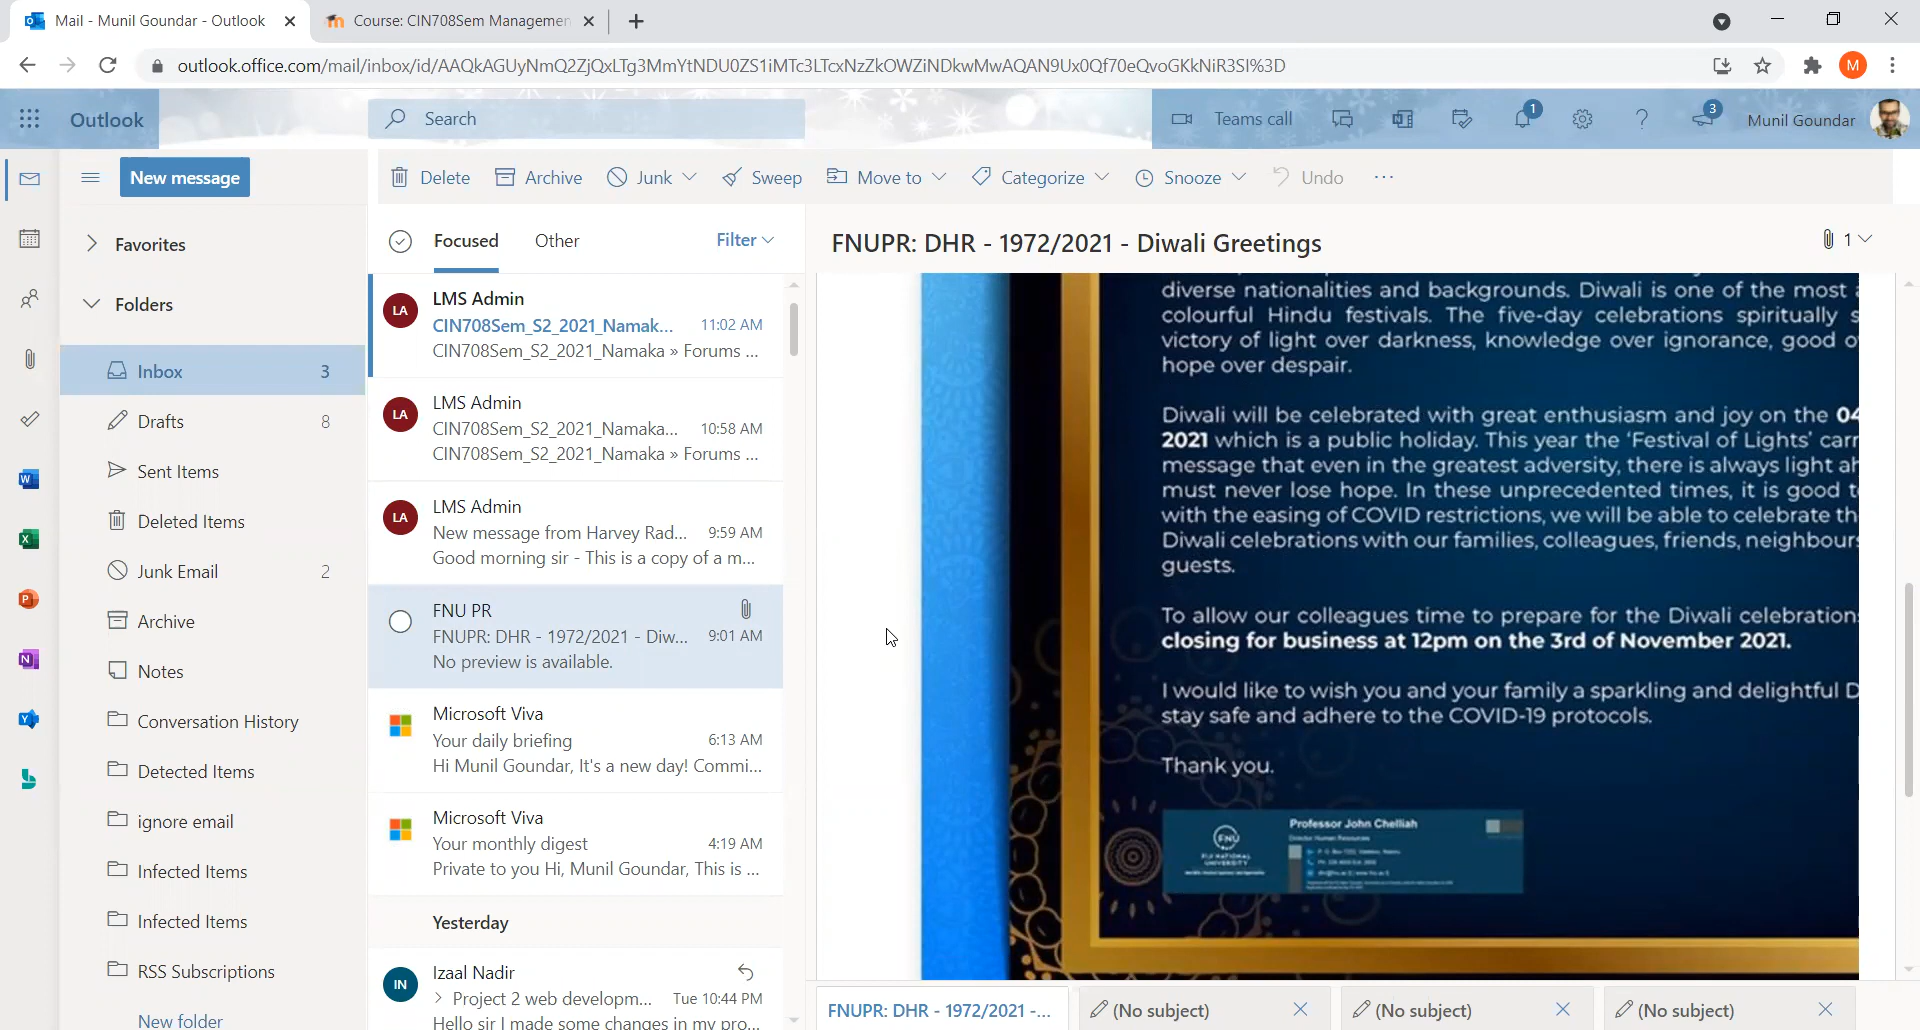 Mail - Munil Goundar - Outlook
Course: CIN708Sem Managemen
outlook.office.com/mail/inbox/id/AAQkAGUyNmQ2ZjQxLTg3MmYtNDU0ZS1iMTc3LTcxNzZkOWZiNDkwMwAQAN9Ux0Qf70eQvoGKkNiR3SI%3D
M
Outlook
Search
Teams call
1
3
Munil Goundar
New message
Delete
Archive
Junk
Sweep
Move to
Categorize
Snooze
Undo
Favorites
Folders
Inbox 3
Drafts 8
Sent Items
Deleted Items
Junk Email 2
Archive
Notes
Conversation History
Detected Items
ignore email
Infected Items
Infected Items
RSS Subscriptions
New folder
Focused
Other
Filter
LA
LMS Admin
CIN708Sem_S2_2021_Namak... 11:02 AM
CIN708Sem_S2_2021_Namaka » Forums ...
LA
LMS Admin
CIN708Sem_S2_2021_Namaka... 10:58 AM
CIN708Sem_S2_2021_Namaka » Forums ...
LA
LMS Admin
New message from Harvey Rad... 9:59 AM
Good morning sir - This is a copy of a m...
FNU PR
FNUPR: DHR - 1972/2021 - Diw... 9:01 AM
No preview is available.
Microsoft Viva
Your daily briefing 6:13 AM
Hi Munil Goundar, It's a new day! Commi...
Microsoft Viva
Your monthly digest 4:19 AM
Private to you Hi, Munil Goundar, This is ...
Yesterday
IN
Izaal Nadir
Project 2 web developm... Tue 10:44 PM
Hello sir I made some changes in my pro...
FNUPR: DHR - 1972/2021 - Diwali Greetings
1
diverse nationalities and backgrounds. Diwali is one of the most
colourful Hindu festivals. The five-day celebrations spiritually s
victory of light over darkness, knowledge over ignorance, good o
hope over despair.
Diwali will be celebrated with great enthusiasm and joy on the 04
2021 which is a public holiday. This year the 'Festival of Lights' carr
message that even in the greatest adversity, there is always light ah
must never lose hope. In these unprecedented times, it is good t
with the easing of COVID restrictions, we will be able to celebrate th
Diwali celebrations with our families, colleagues, friends, neighbours
guests.
To allow our colleagues time to prepare for the Diwali celebration
closing for business at 12pm on the 3rd of November 2021.
I would like to wish you and your family a sparkling and delightful D
stay safe and adhere to the COVID-19 protocols.
Thank you.
FNU
FIJI NATIONAL
UNIVERSITY
Professor John Chelliah
Director Human Resources
FNUPR: DHR - 1972/2021 -...
(No subject)
(No subject)
(No subject)